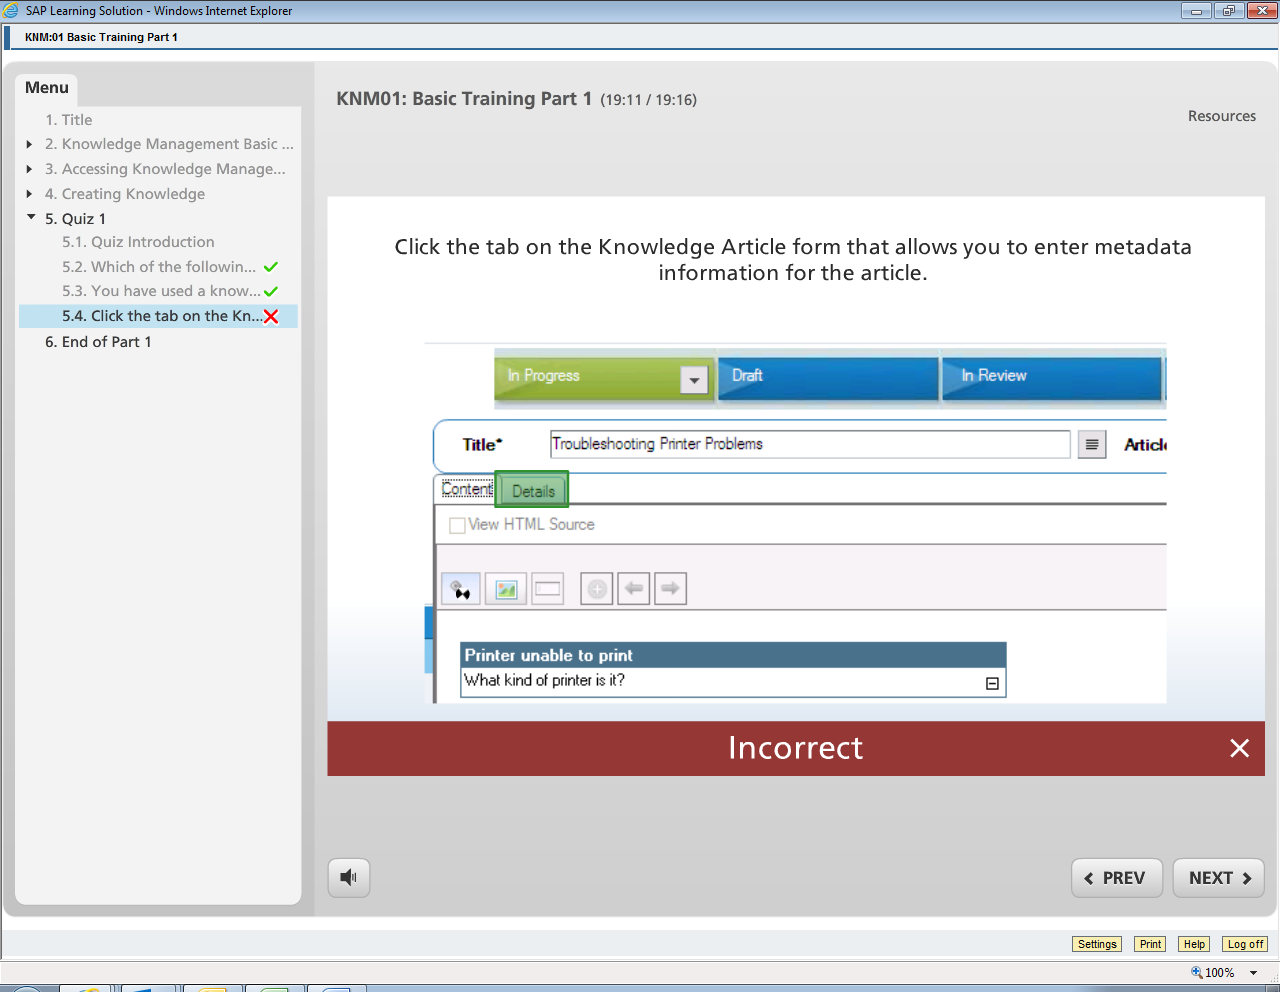 SAP Learning Solution - Windows Internet Explorer
KNM:01 Basic Training Part 1
Menu
1. Title
2. Knowledge Management Basic ...
3. Accessing Knowledge Manage...
4. Creating Knowledge
5. Quiz 1
5.1. Quiz Introduction
5.2. Which of the followin...
5.3. You have used a know...
5.4. Click the tab on the Kn...
6. End of Part 1
KNM01: Basic Training Part 1 (19:11 / 19:16)
Resources
Click the tab on the Knowledge Article form that allows you to enter metadata
information for the article.
In Progress
Draft
In Review
Title*
Troubleshooting Printer Problems
Article
Content
Details
View HTML Source
Printer unable to print
What kind of printer is it?
Incorrect
PREV
NEXT
Settings
Print
Help
Log off
100%